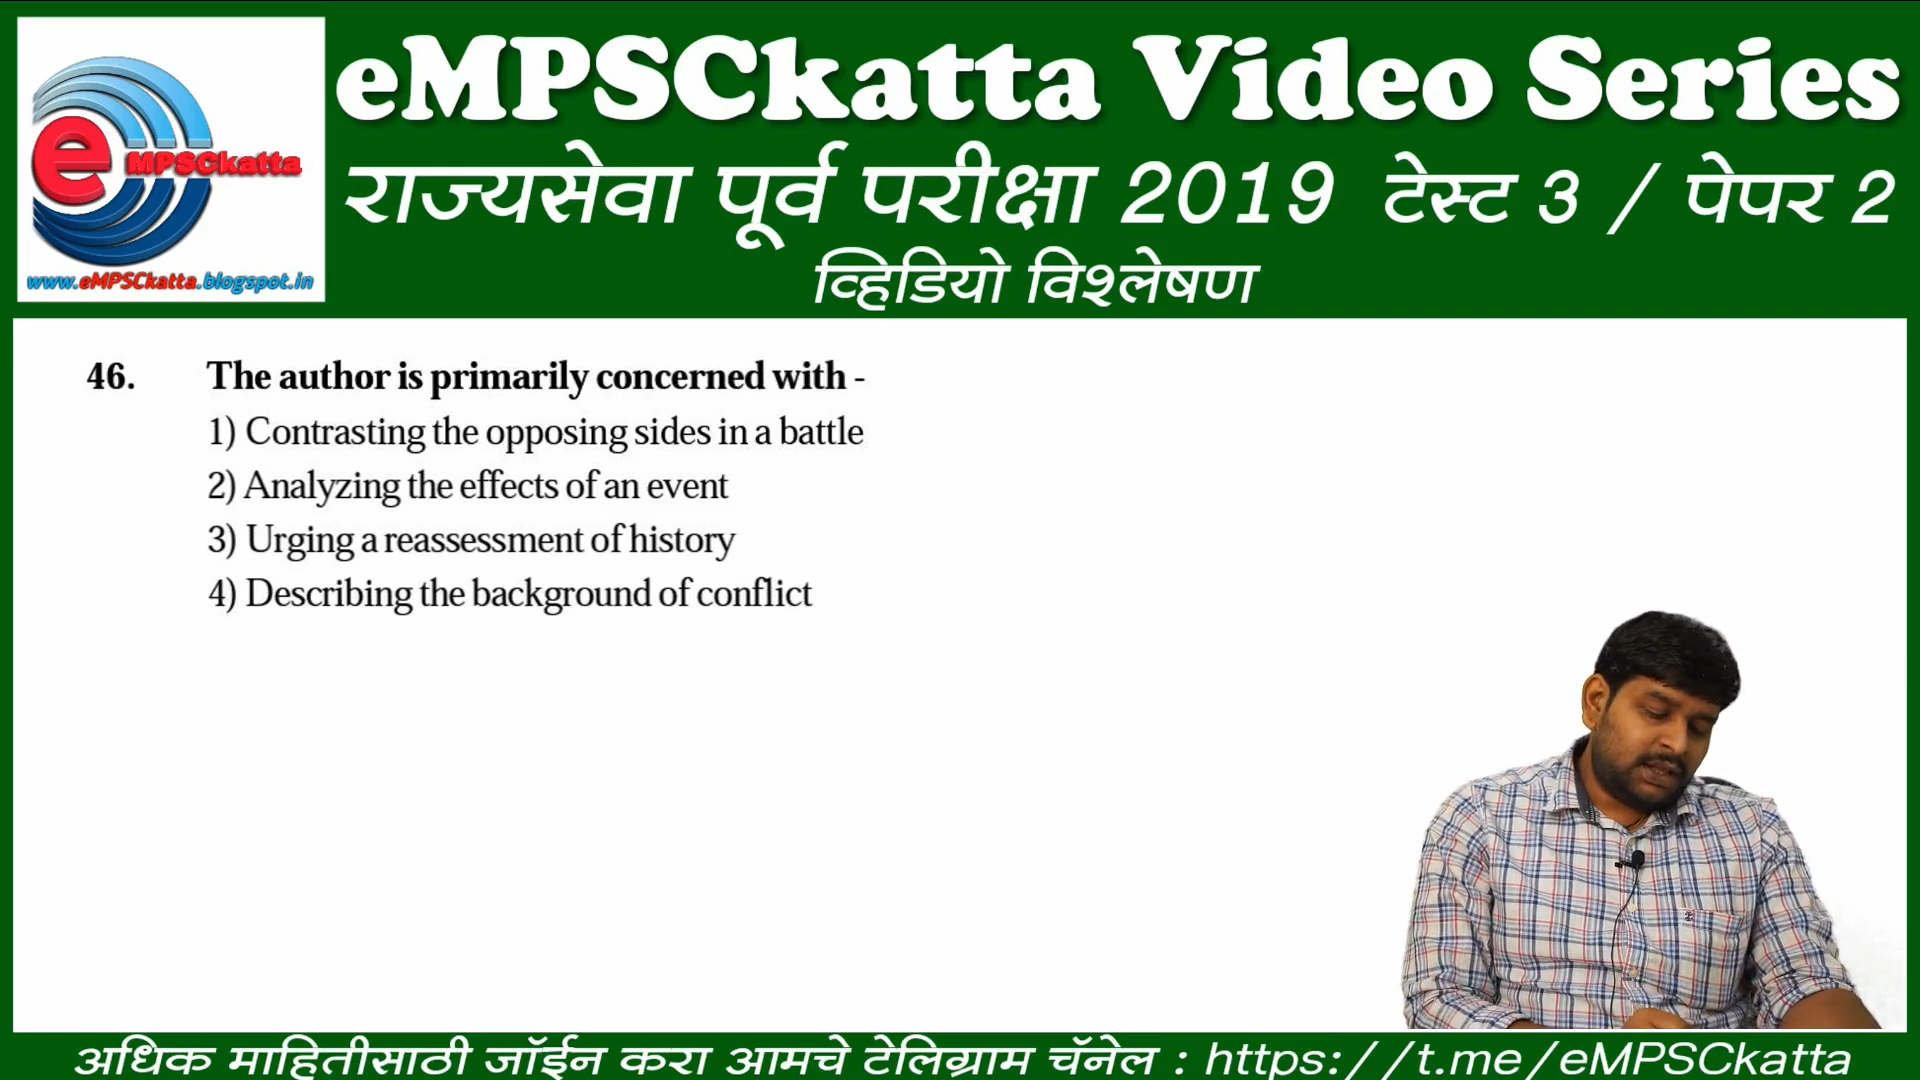 eMPSCkatta Video Series
राज्यसेवा पूर्व परीक्षा 2019 टेस्ट 3 / पेपर 2
व्हिडियो विश्लेषण
eMPSCkatta
www.eMPSCkatta.blogspot.in
46. The author is primarily concerned with -
1) Contrasting the opposing sides in a battle
2) Analyzing the effects of an event
3) Urging a reassessment of history
4) Describing the background of conflict
अधिक माहितीसाठी जॉईन करा आमचे टेलिग्राम चॅनेल : https://t.me/eMPSCkatta